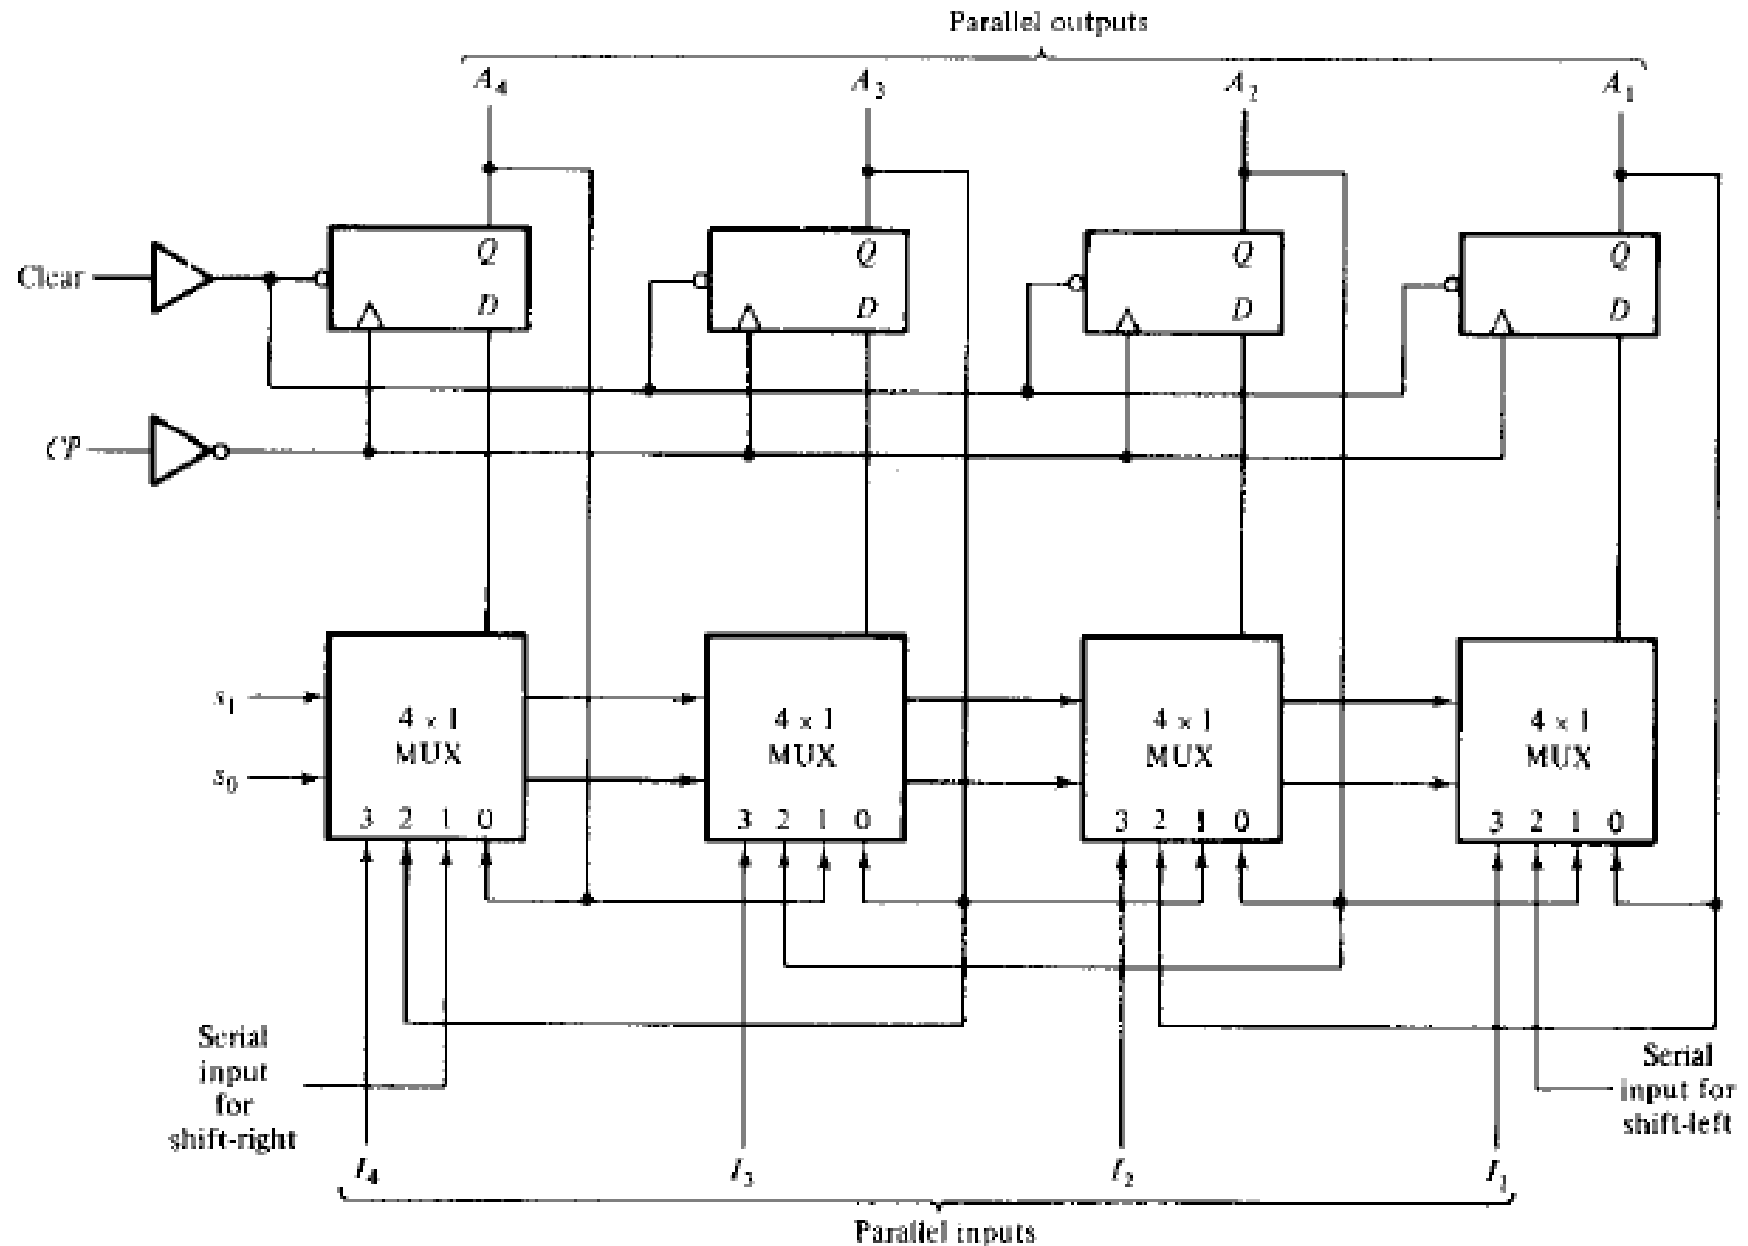 Parallel outputs
A4 A3 A2 A1
Q Q Q Q
Clear
D D D D
CP
s1
4 × 1 4 × 1 4 × 1 4 × 1
MUX MUX MUX MUX
s0
3 2 1 0 3 2 1 0 3 2 1 0 3 2 1 0
Serial
input
for
shift-right
Serial
input for
shift-left
I4 I3 I2 I1
Parallel inputs